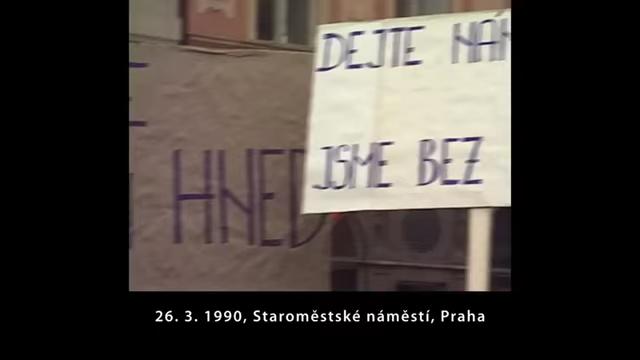 DEJTE
JSME BEZ
HNED
26. 3. 1990, Staroměstské náměstí, Praha